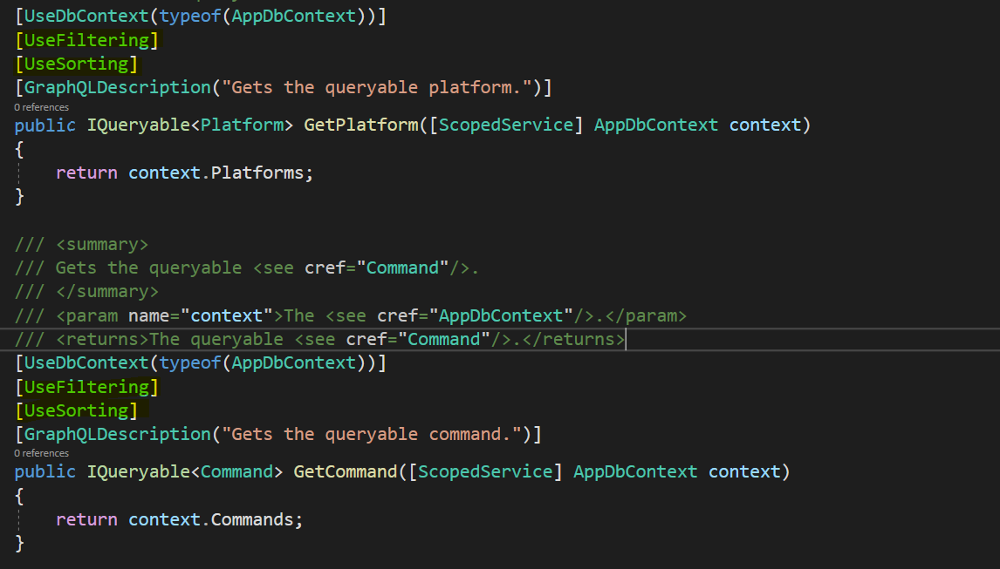 [UseDbContext(typeof(AppDbContext))]
[UseFiltering]
[UseSorting]
[GraphQLDescription("Gets the queryable platform.")]
0 references
public IQueryable<Platform> GetPlatform([ScopedService] AppDbContext context)
{
return context.Platforms;
}
/// <summary>
/// Gets the queryable <see cref="Command"/>.
/// </summary>
/// <param name="context">The <see cref="AppDbContext"/>.</param>
/// <returns>The queryable <see cref="Command"/>.</returns>
[UseDbContext(typeof(AppDbContext))]
[UseFiltering]
[UseSorting]
[GraphQLDescription("Gets the queryable command.")]
0 references
public IQueryable<Command> GetCommand([ScopedService] AppDbContext context)
{
return context.Commands;
}